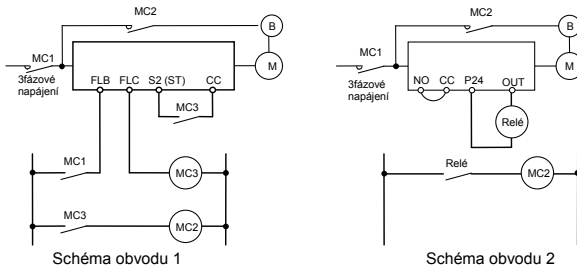 MC2
B
MC1
M
3fázové
napájení
FLB FLC S2 (ST) CC
MC3
MC1
MC3
MC3
MC2
Schéma obvodu 1
MC2
B
MC1
M
3fázové
napájení
NO CC P24 OUT
Relé
Relé
MC2
Schéma obvodu 2